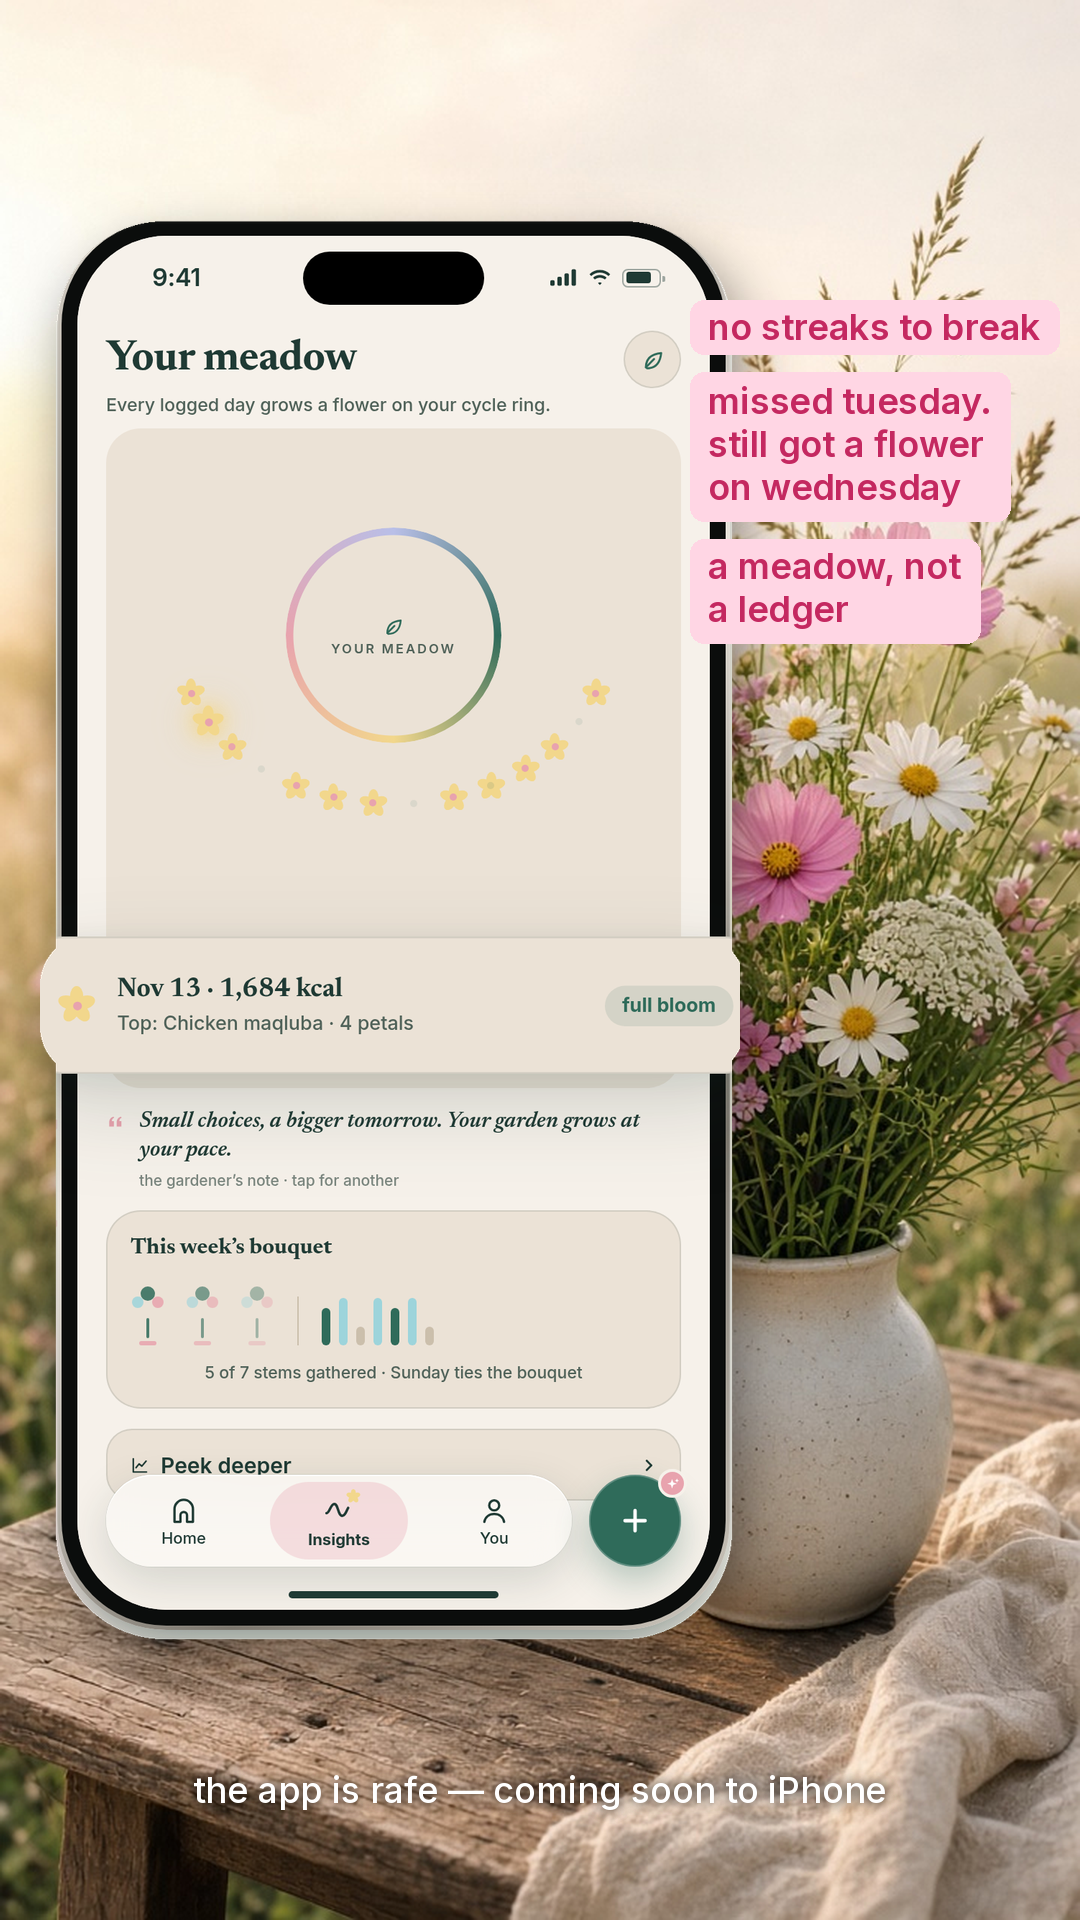 9:41
Your meadow
Every logged day grows a flower on your cycle ring.
no streaks to break
missed tuesday.
still got a flower
on wednesday
a meadow, not
a ledger
YOUR MEADOW
Nov 13 · 1,684 kcal
Top: Chicken maqluba · 4 petals
full bloom
“ Small choices, a bigger tomorrow. Your garden grows at
your pace.
the gardener’s note · tap for another
This week’s bouquet
5 of 7 stems gathered · Sunday ties the bouquet
Peek deeper
Home
Insights
You
the app is rafe — coming soon to iPhone